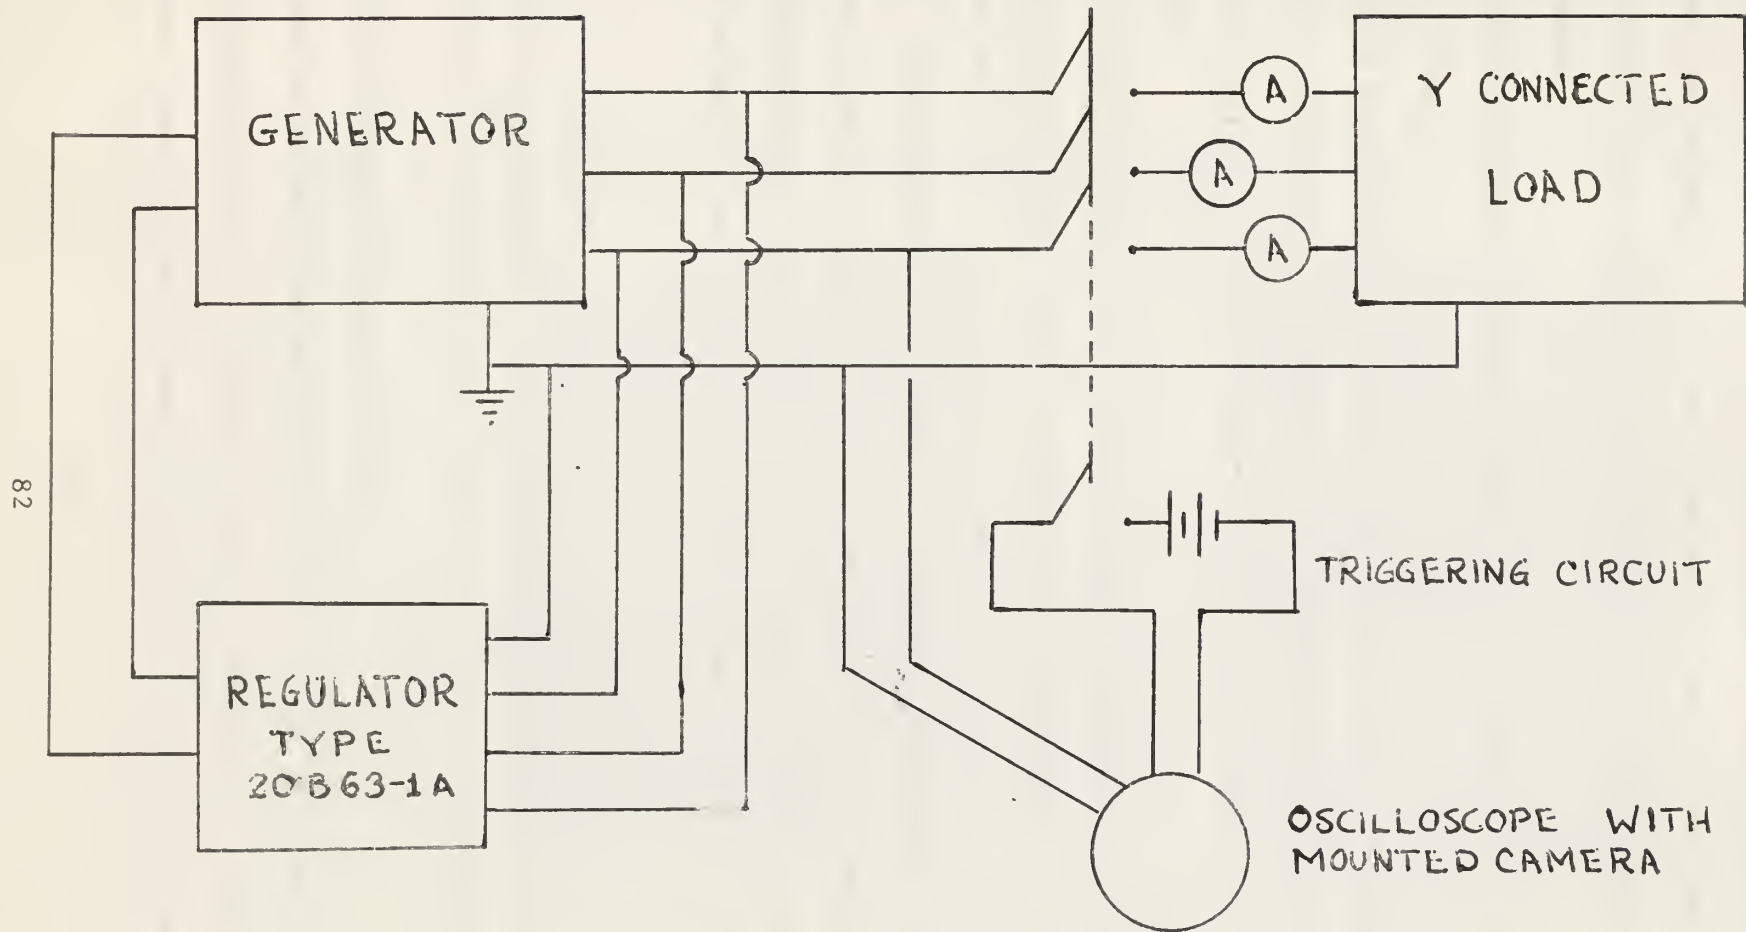 GENERATOR
A
A
A
Y CONNECTED
LOAD
TRIGGERING CIRCUIT
REGULATOR
TYPE
20B63-1A
OSCILLOSCOPE WITH
MOUNTED CAMERA
82